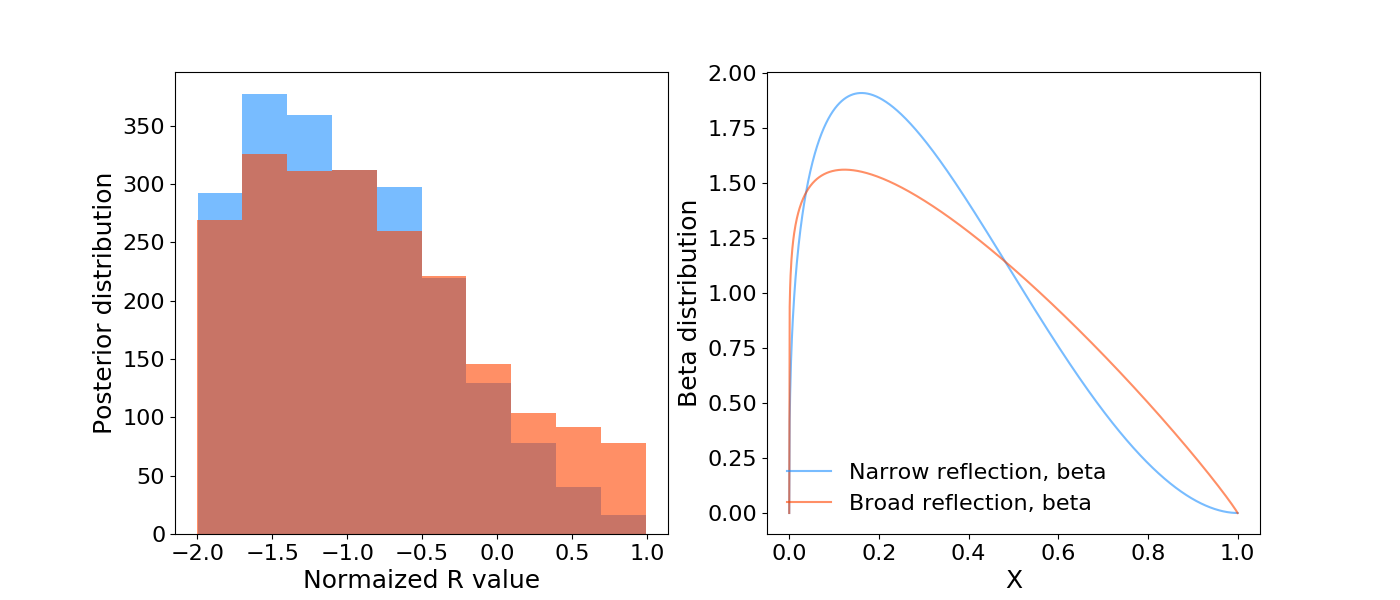 350
300
250
200
150
100
50
0
−2.0 −1.5 −1.0 −0.5 0.0 0.5 1.0
Normaized R value
Posterior distribution
2.00
1.75
1.50
1.25
1.00
0.75
0.50
0.25
0.00
0.0 0.2 0.4 0.6 0.8 1.0
X
Beta distribution
Narrow reflection, beta
Broad reflection, beta